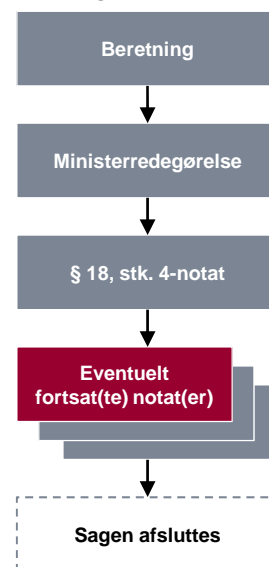 Beretning
Ministerredegørelse
§ 18, stk. 4-notat
Eventuelt
fortsat(te) notat(er)
Sagen afsluttes